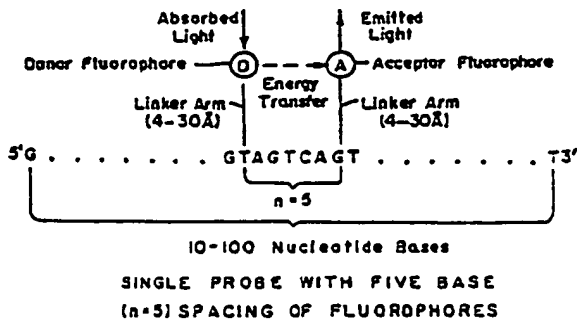 Absorbed Light
Emitted Light
Donor Fluorophore
D
A
Acceptor Fluorophore
Energy Transfer
Linker Arm (4-30Å)
Linker Arm (4-30Å)
5'G . . . . . . . . GTAGTCAGT . . . . . . . . . T3'
n=5
10-100 Nucleotide Bases
SINGLE PROBE WITH FIVE BASE
(n=5) SPACING OF FLUOROPHORES